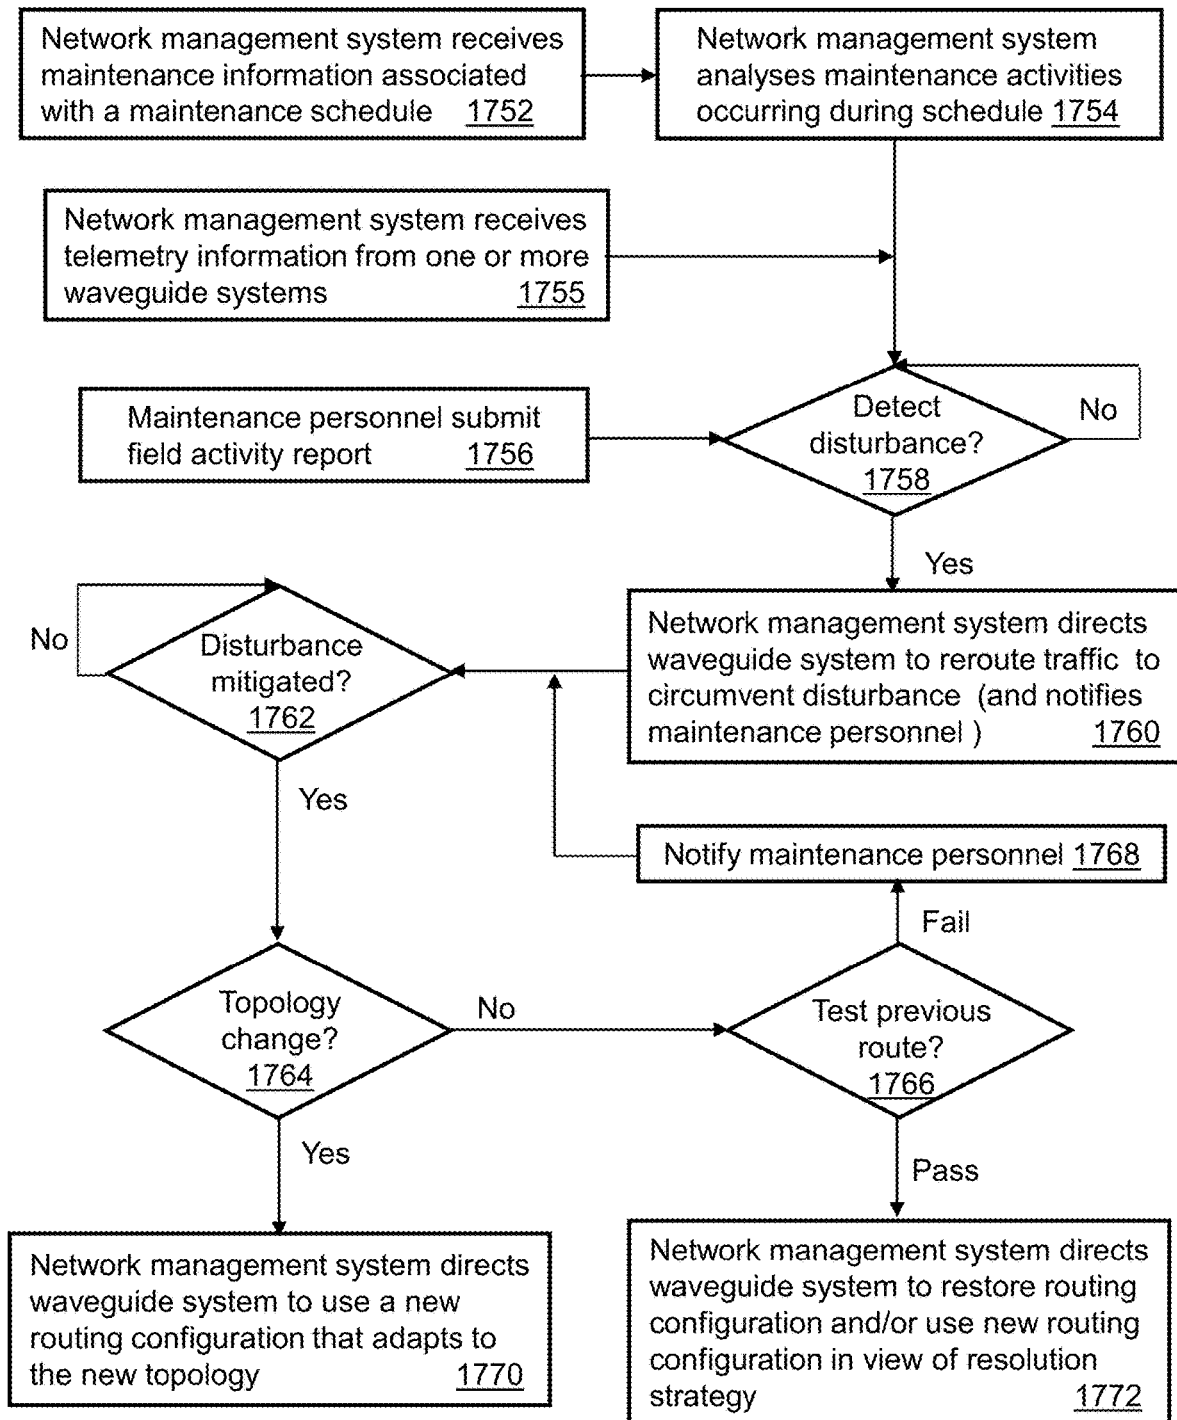 Network management system receives
maintenance information associated
with a maintenance schedule 1752
Network management system
analyses maintenance activities
occurring during schedule 1754
Network management system receives
telemetry information from one or more
waveguide systems 1755
Maintenance personnel submit
field activity report 1756
Detect
disturbance?
1758
No
Yes
Network management system directs
waveguide system to reroute traffic to
circumvent disturbance (and notifies
maintenance personnel ) 1760
No
Disturbance
mitigated?
1762
Yes
Notify maintenance personnel 1768
Fail
Topology
change?
1764
No
Test previous
route?
1766
Yes
Pass
Network management system directs
waveguide system to use a new
routing configuration that adapts to
the new topology 1770
Network management system directs
waveguide system to restore routing
configuration and/or use new routing
configuration in view of resolution
strategy 1772